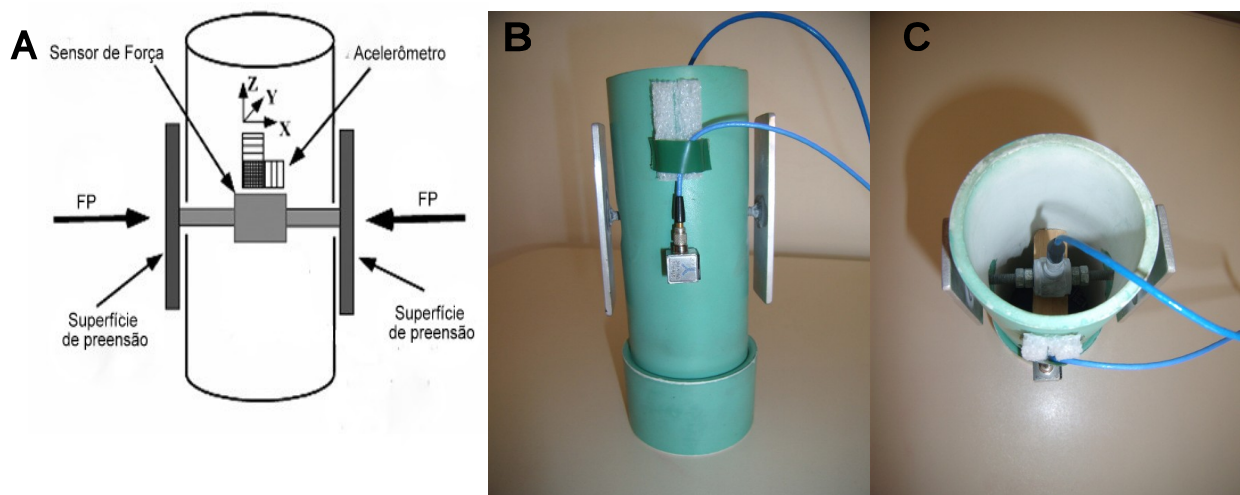 A
Sensor de Força
Acelerômetro
Z
Y
X
FP
FP
Superfície
de preensão
Superfície
de preensão
B
C